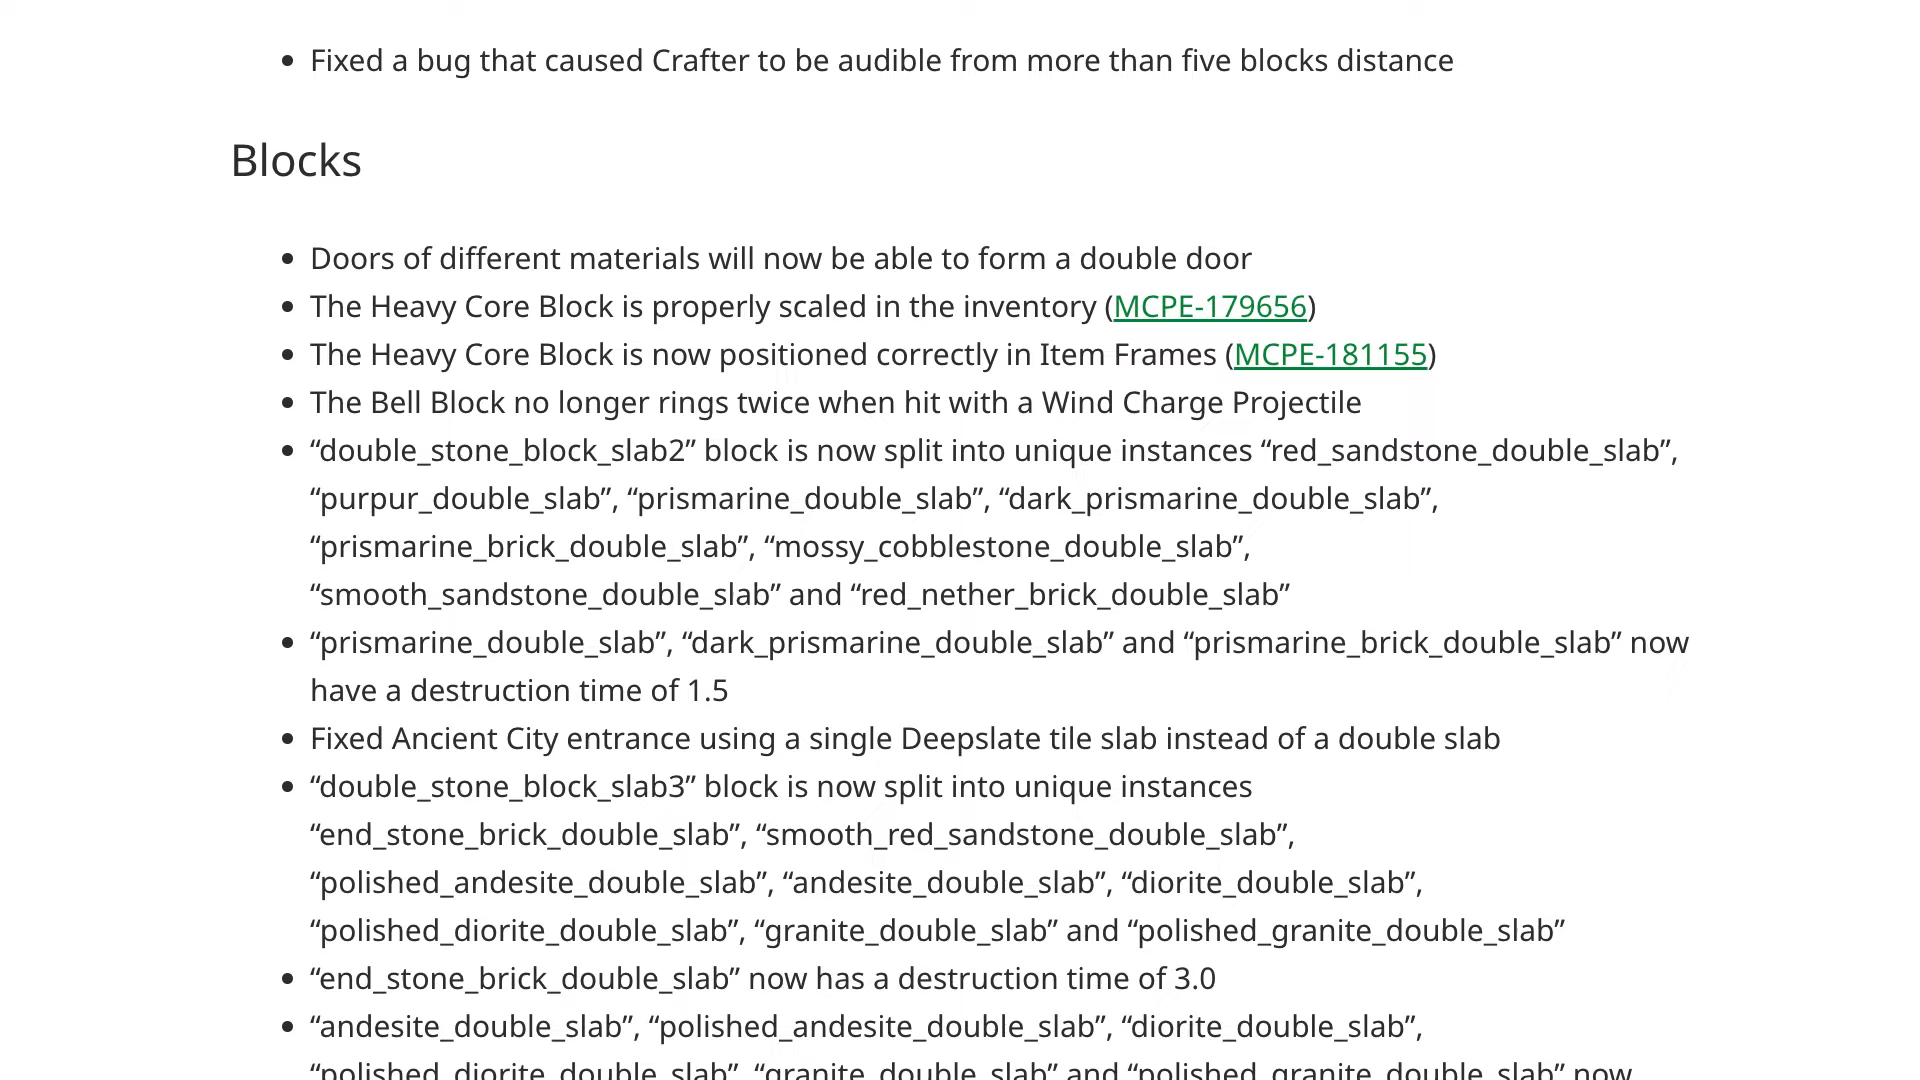 • Fixed a bug that caused Crafter to be audible from more than five blocks distance
Blocks
• Doors of different materials will now be able to form a double door
• The Heavy Core Block is properly scaled in the inventory (MCPE-179656)
• The Heavy Core Block is now positioned correctly in Item Frames (MCPE-181155)
• The Bell Block no longer rings twice when hit with a Wind Charge Projectile
• “double_stone_block_slab2” block is now split into unique instances “red_sandstone_double_slab”,
“purpur_double_slab”, “prismarine_double_slab”, “dark_prismarine_double_slab”,
“prismarine_brick_double_slab”, “mossy_cobblestone_double_slab”,
“smooth_sandstone_double_slab” and “red_nether_brick_double_slab”
• “prismarine_double_slab”, “dark_prismarine_double_slab” and “prismarine_brick_double_slab” now
have a destruction time of 1.5
• Fixed Ancient City entrance using a single Deepslate tile slab instead of a double slab
• “double_stone_block_slab3” block is now split into unique instances
“end_stone_brick_double_slab”, “smooth_red_sandstone_double_slab”,
“polished_andesite_double_slab”, “andesite_double_slab”, “diorite_double_slab”,
“polished_diorite_double_slab”, “granite_double_slab” and “polished_granite_double_slab”
• “end_stone_brick_double_slab” now has a destruction time of 3.0
• “andesite_double_slab”, “polished_andesite_double_slab”, “diorite_double_slab”,
“polished_diorite_double_slab”, “granite_double_slab” and “polished_granite_double_slab” now